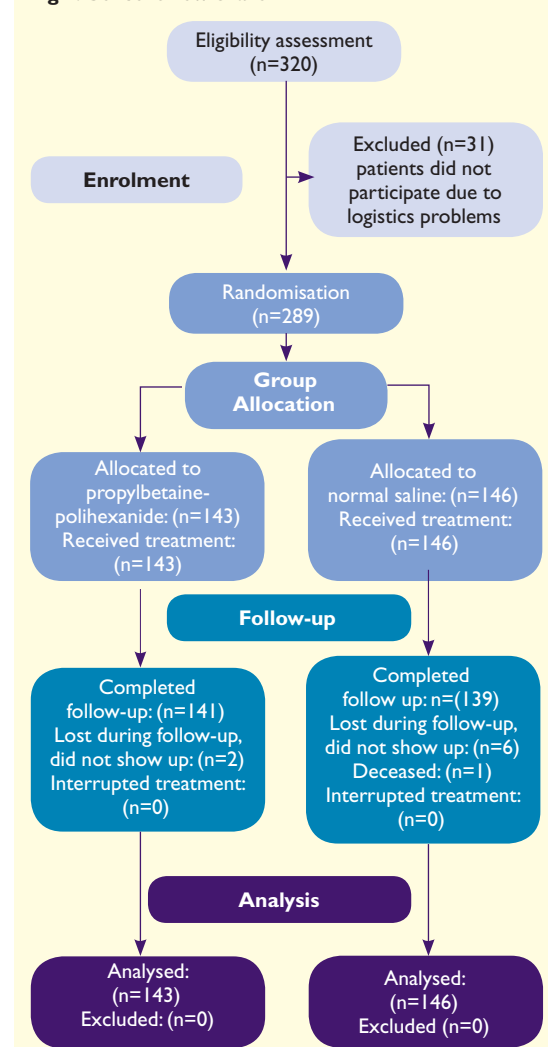 Eligibility assessment
(n=320)
Excluded (n=31)
patients did not
participate due to
logistics problems
Enrolment
Randomisation
(n=289)
Group
Allocation
Allocated to
propylbetaine-
polihexanide: (n=143)
Received treatment:
(n=143)
Allocated to
normal saline: (n=146)
Received treatment:
(n=146)
Follow-up
Completed
follow-up: (n=141)
Lost during follow-up,
did not show up: (n=2)
Interrupted treatment:
(n=0)
Completed
follow up: n=(139)
Lost during follow-up,
did not show up: (n=6)
Deceased: (n=1)
Interrupted treatment:
(n=0)
Analysis
Analysed:
(n=143)
Excluded: (n=0)
Analysed:
(n=146)
Excluded (n=0)